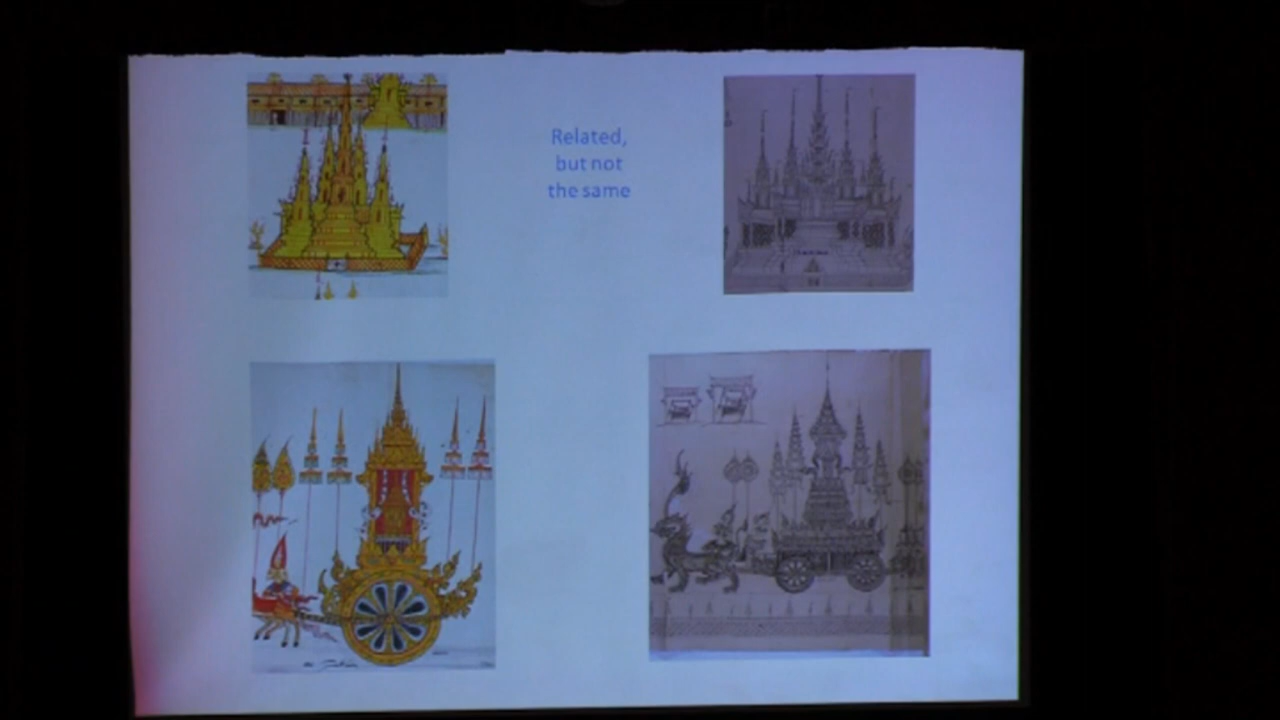 Related,
but not
the same